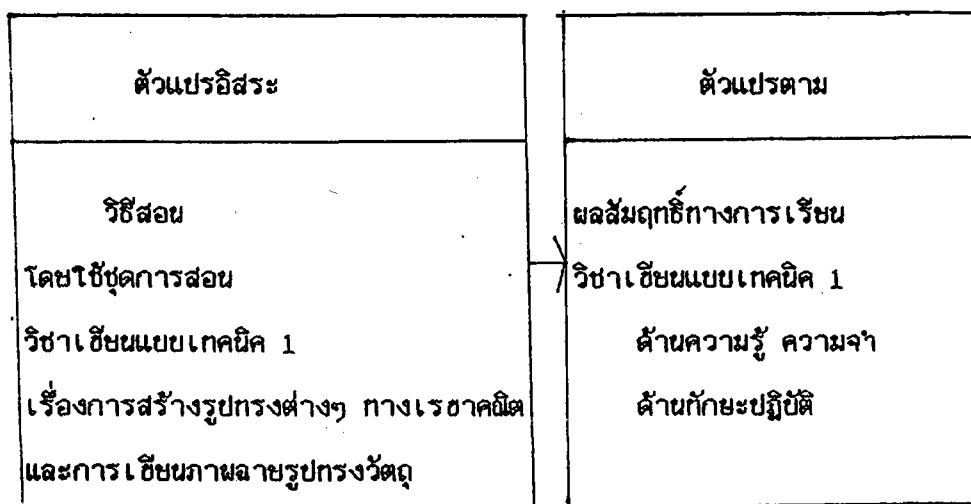 ตัวแปรอิสระ
วิธีสอน
โดยใช้ชุดการสอน
วิชาเขียนแบบเทคนิค 1
เรื่องการสร้างรูปทรงต่างๆ ทางเรขาคณิต
และการเขียนภาพฉายรูปทรงวัตถุ
ตัวแปรตาม
ผลสัมฤทธิ์ทางการเรียน
วิชาเขียนแบบเทคนิค 1
ด้านความรู้ ความจำ
ด้านทักษะปฏิบัติ